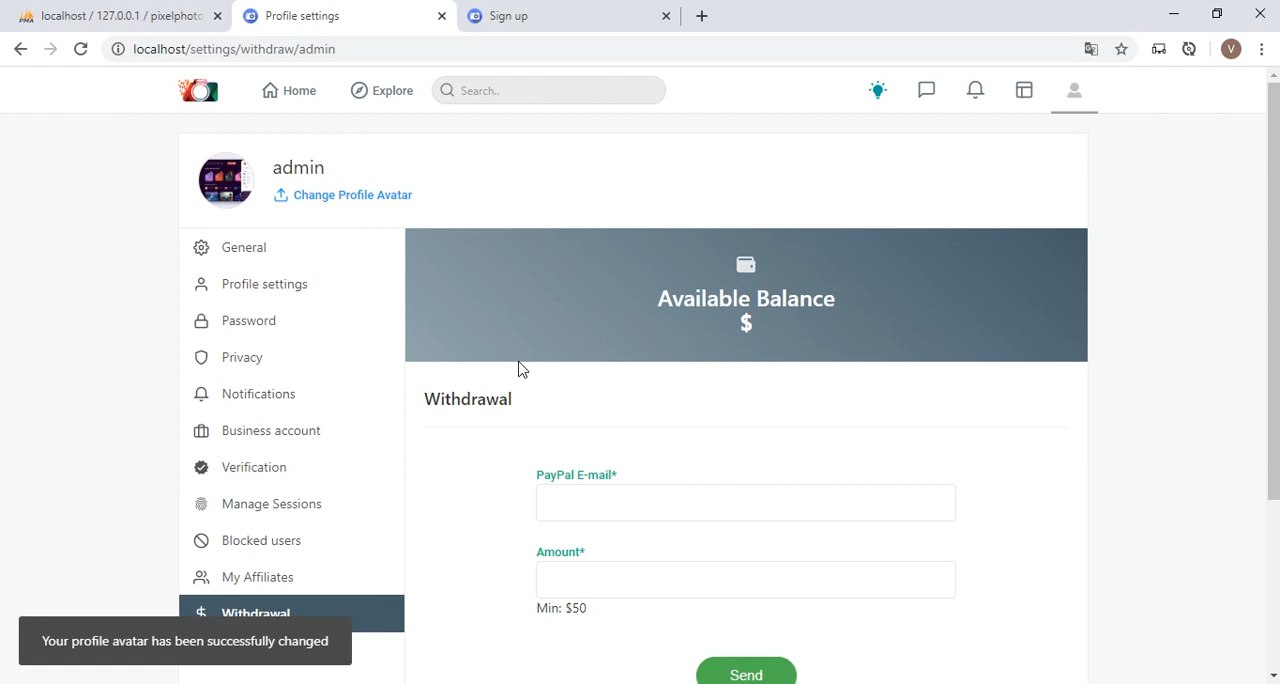 localhost / 127.0.0.1 / pixelphoto
Profile settings
Sign up
localhost/settings/withdraw/admin
V
Home
Explore
Search..
admin
Change Profile Avatar
General
Profile settings
Password
Privacy
Notifications
Business account
Verification
Manage Sessions
Blocked users
My Affiliates
$ Withdrawal
Your profile avatar has been successfully changed
Available Balance
$
Withdrawal
PayPal E-mail*
Amount*
Min: $50
Send